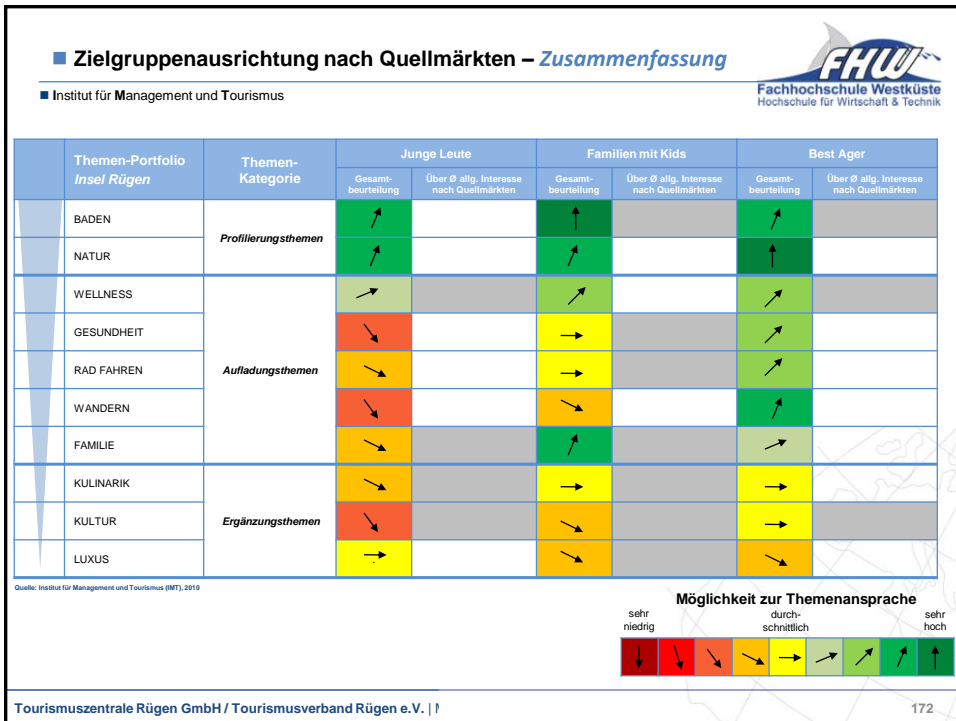 Zielgruppenausrichtung nach Quellmärkten – Zusammenfassung
FHW
Fachhochschule Westküste
Hochschule für Wirtschaft & Technik
Institut für Management und Tourismus
Themen-Portfolio
Insel Rügen
Themen-
Kategorie
Junge Leute
Familien mit Kids
Best Ager
Gesamt-
beurteilung
Über Ø allg. Interesse
nach Quellmärkten
Gesamt-
beurteilung
Über Ø allg. Interesse
nach Quellmärkten
Gesamt-
beurteilung
Über Ø allg. Interesse
nach Quellmärkten
BADEN
Profilierungsthemen
NATUR
WELLNESS
GESUNDHEIT
RAD FAHREN
Aufladungsthemen
WANDERN
FAMILIE
KULINARIK
KULTUR
Ergänzungsthemen
LUXUS
Quelle: Institut für Management und Tourismus (IMT), 2010
Möglichkeit zur Themenansprache
sehr
niedrig
durch-
schnittlich
sehr
hoch
Tourismuszentrale Rügen GmbH / Tourismusverband Rügen e.V. |
172